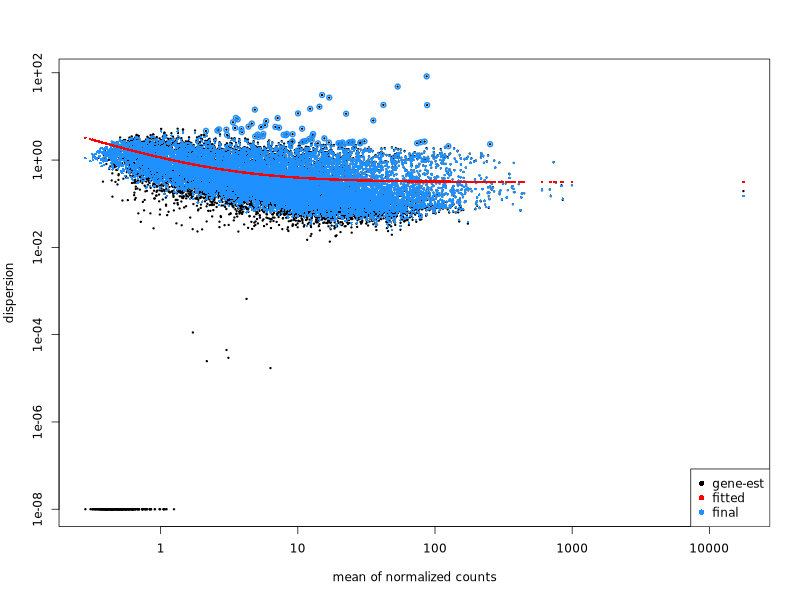 1e+02
1e+00
1e-02
1e-04
1e-06
1e-08
dispersion
gene-est
fitted
final
1 10 100 1000 10000
mean of normalized counts